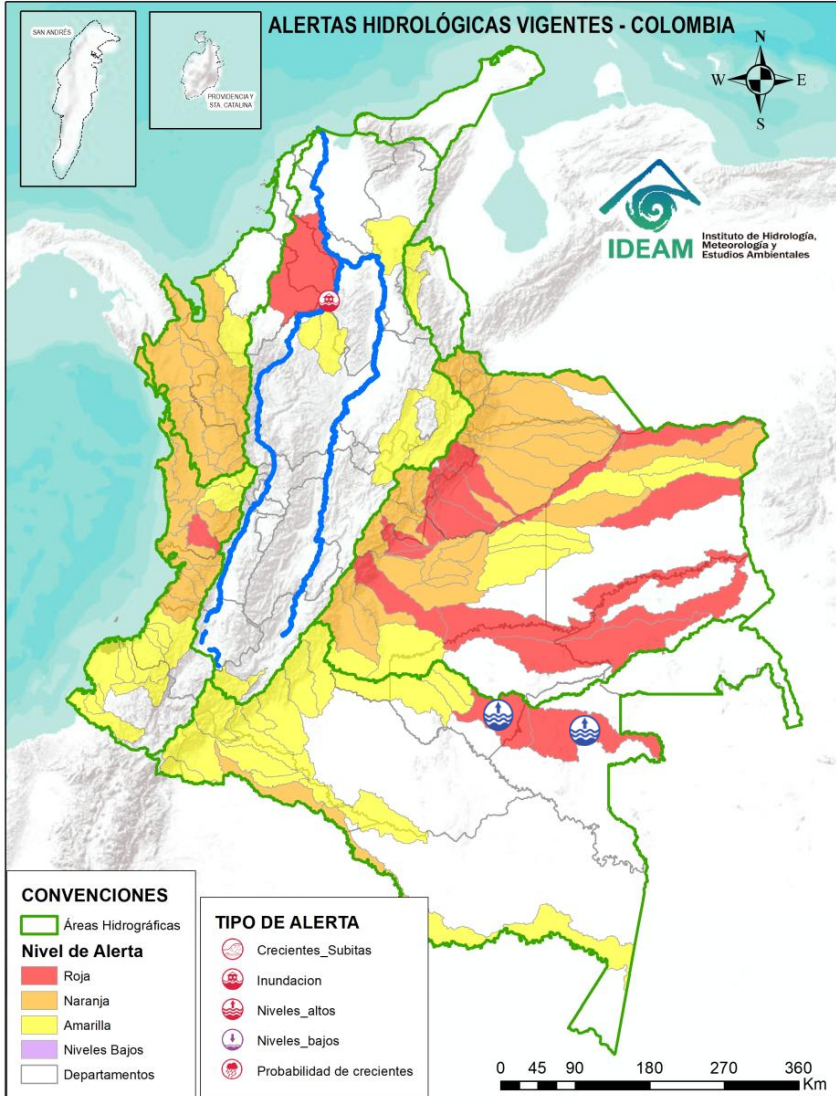 ALERTAS HIDROLÓGICAS VIGENTES - COLOMBIA
SAN ANDRÉS
PROVIDENCIA Y
STA. CATALINA
N
W
E
S
IDEAM
Instituto de Hidrología,
Meteorología y
Estudios Ambientales
CONVENCIONES
Áreas Hidrográficas
Nivel de Alerta
Roja
Naranja
Amarilla
Niveles Bajos
Departamentos
TIPO DE ALERTA
Crecientes_Subitas
Inundacion
Niveles_altos
Niveles_bajos
Probabilidad de crecientes
0 45 90 180 270 360
Km